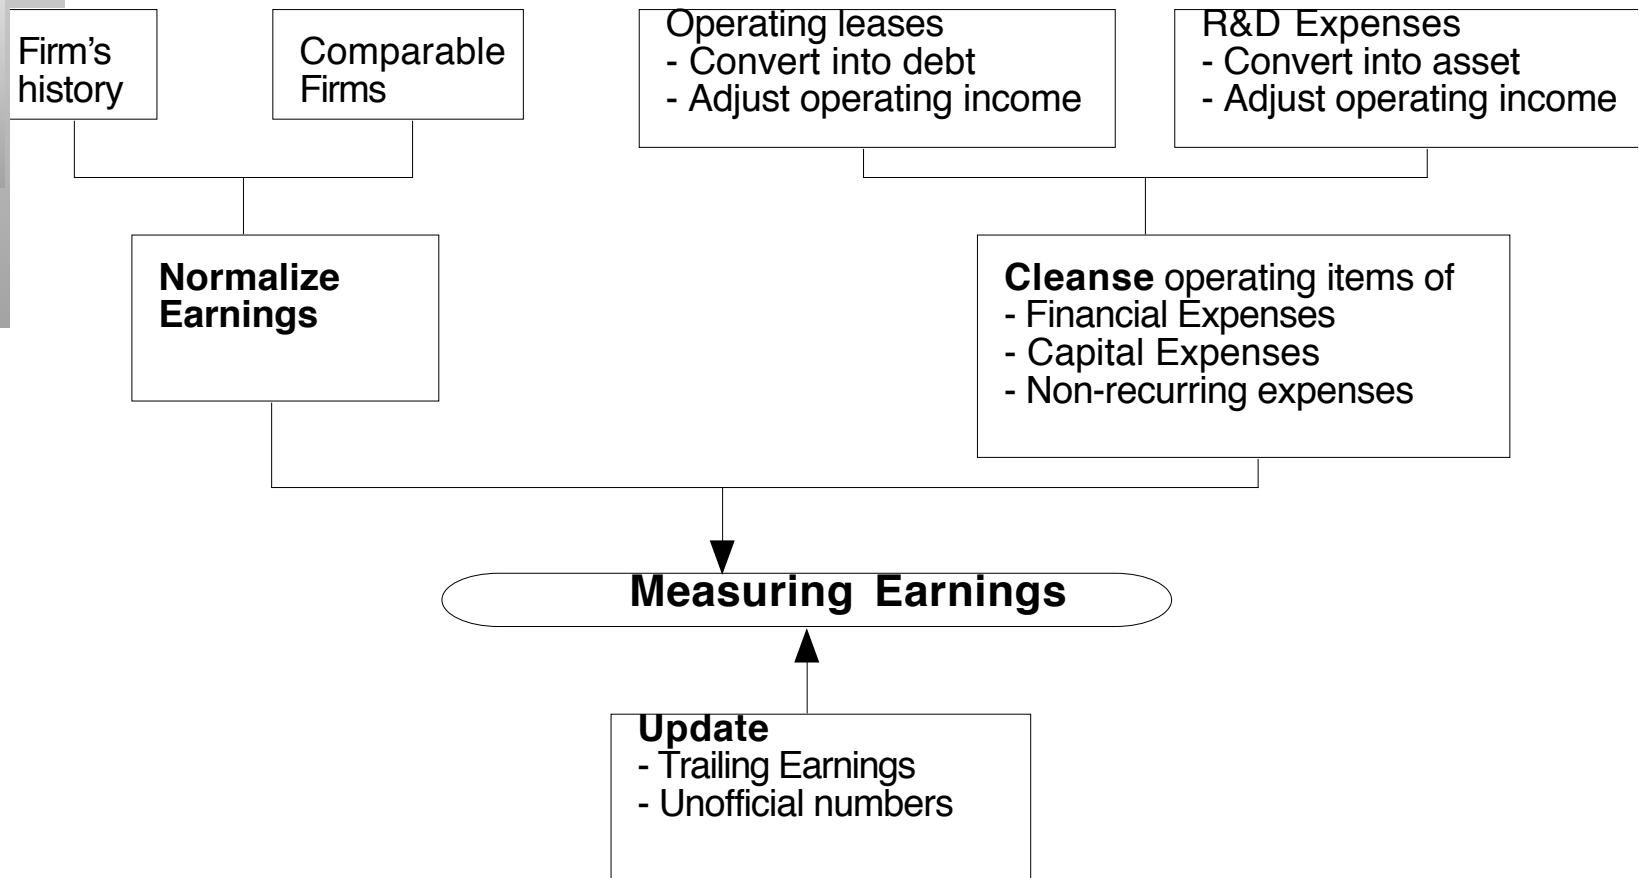 Firm’s
history
Comparable
Firms
Operating leases
- Convert into debt
- Adjust operating income
R&D Expenses
- Convert into asset
- Adjust operating income
Normalize
Earnings
Cleanse operating items of
- Financial Expenses
- Capital Expenses
- Non-recurring expenses
Measuring Earnings
Update
- Trailing Earnings
- Unofficial numbers